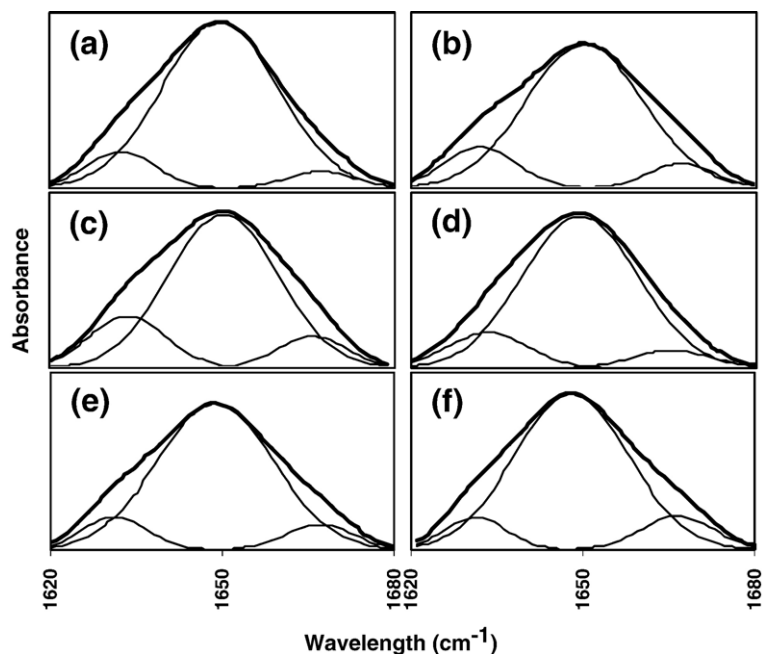 (a) (b)
(c) (d)
Absorbance
(e) (f)
1620 1650 1680 1620 1650 1680
Wavelength (cm-1)